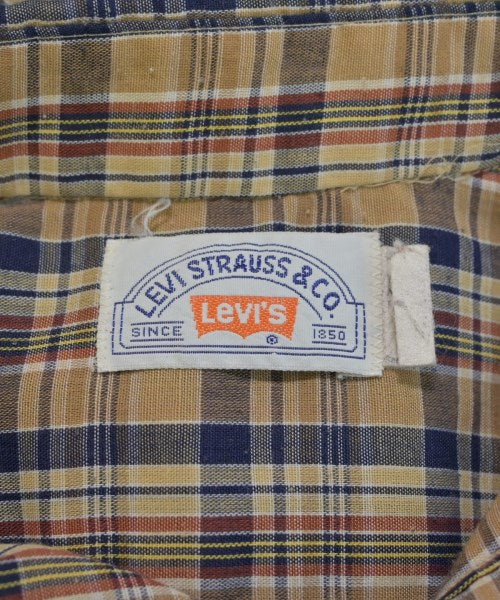 LEVI STRAUSS & CO.
LEVI'S
®
SINCE 1850